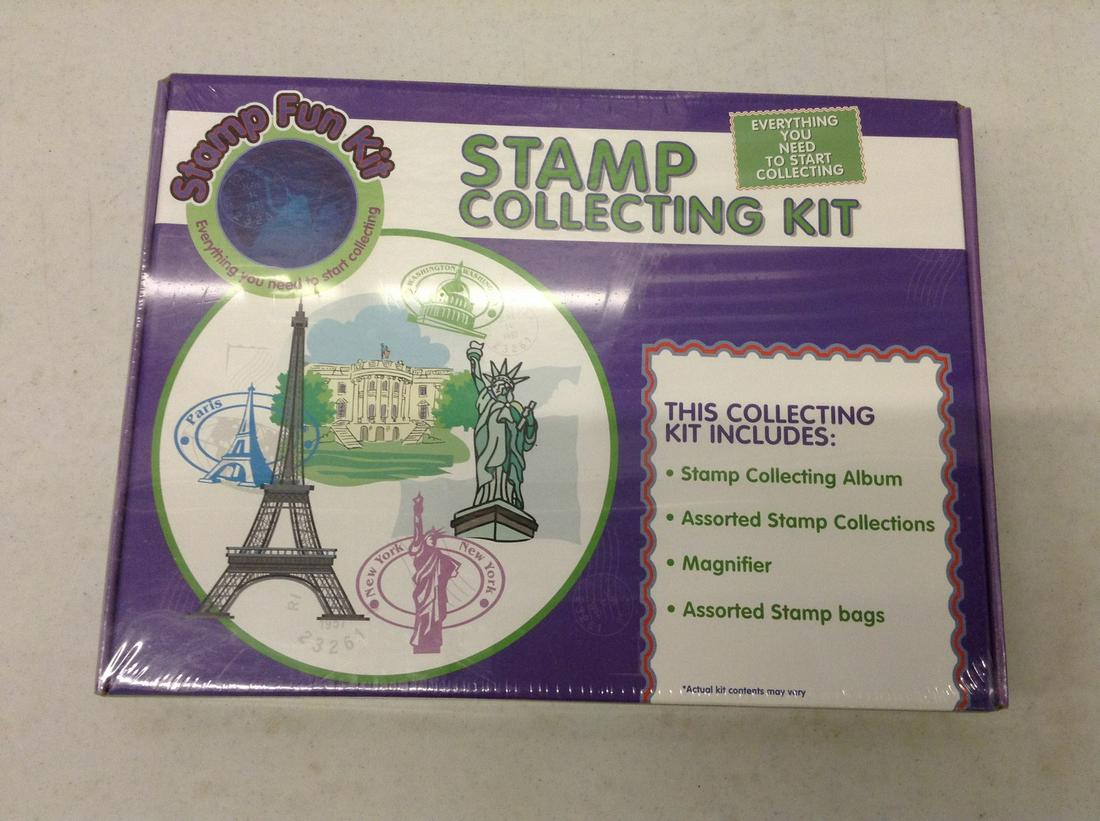 Stamp Fun Kit
Everything you need to start collecting
STAMP
COLLECTING KIT
EVERYTHING
YOU
NEED
TO START
COLLECTING
WASHINGTON
Paris
New York
New York
RI
1957
23261
THIS COLLECTING
KIT INCLUDES:
• Stamp Collecting Album
• Assorted Stamp Collections
• Magnifier
• Assorted Stamp bags
*Actual kit contents may vary